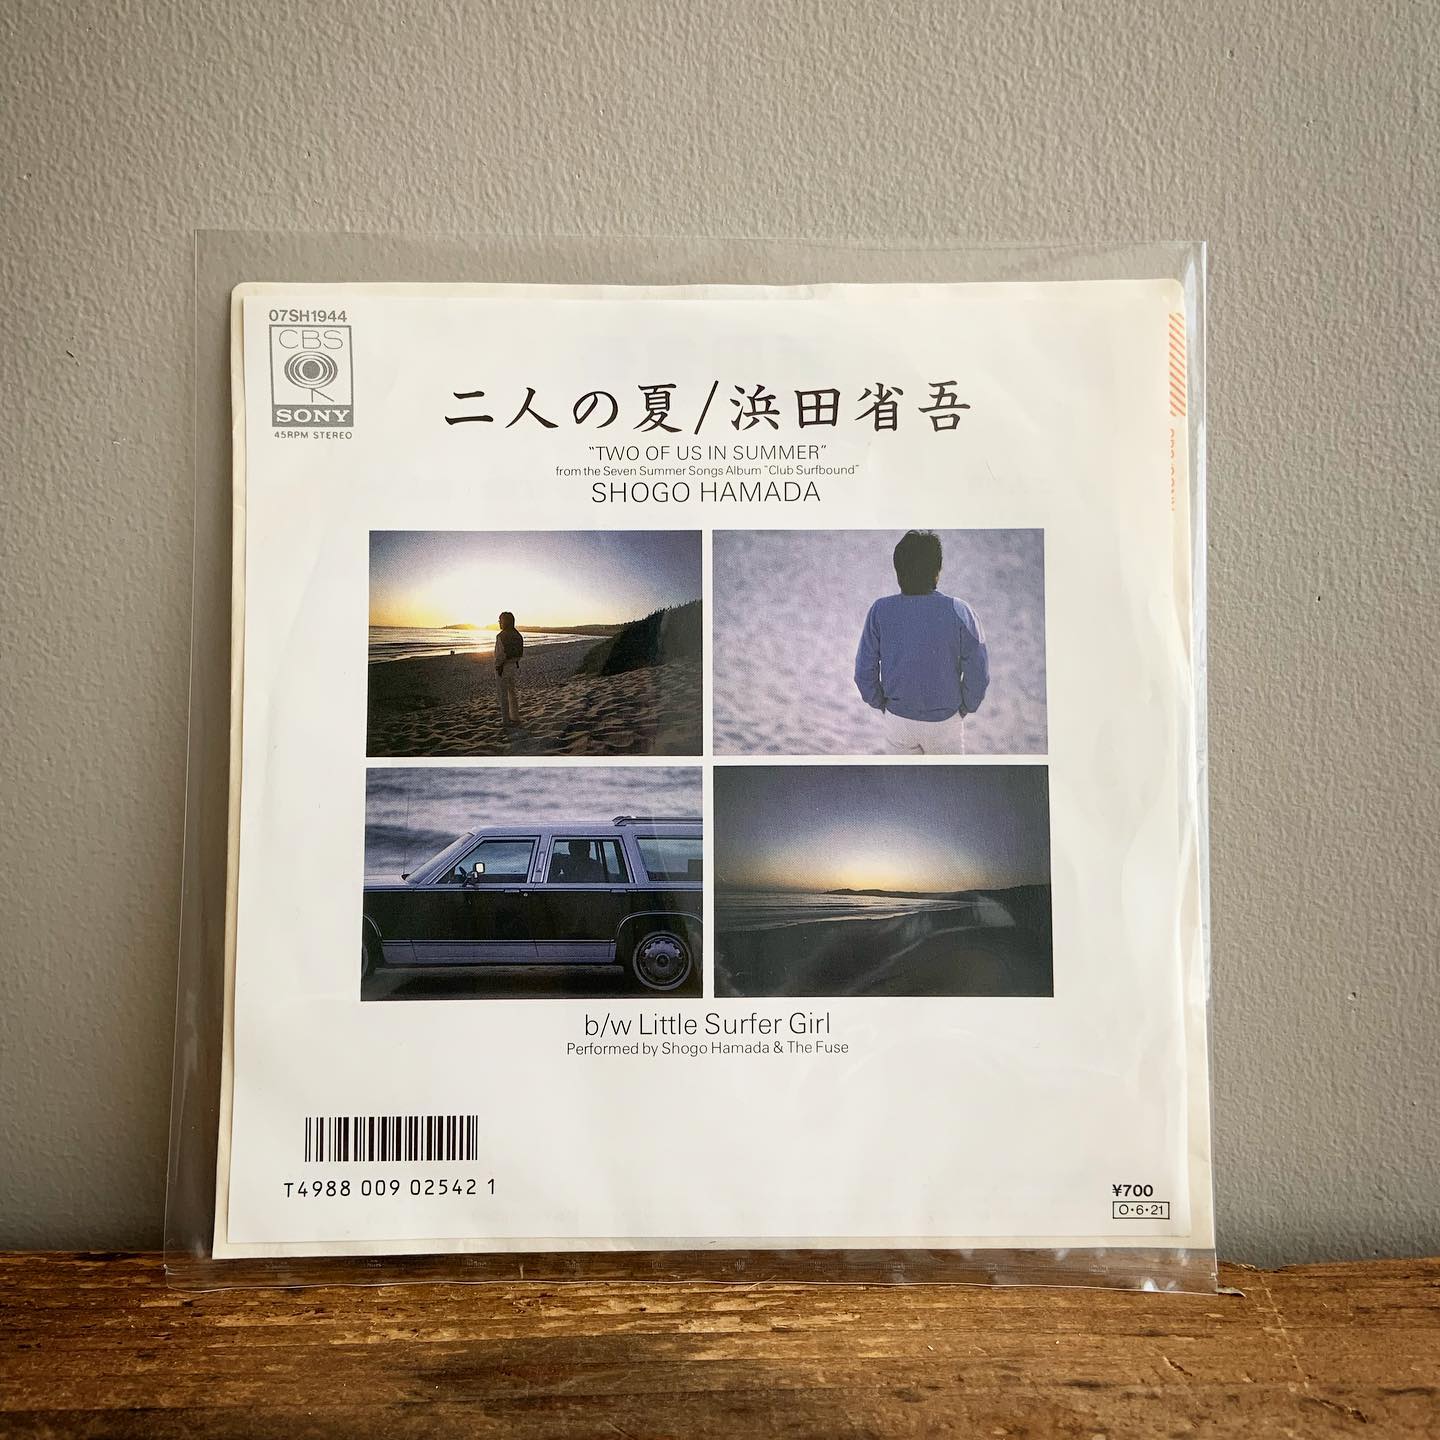 07SH1944
CBS
SONY
45RPM STEREO
二人の夏/浜田省吾
"TWO OF US IN SUMMER"
from the Seven Summer Songs Album "Club Surfbound"
SHOGO HAMADA
b/w Little Surfer Girl
Performed by Shogo Hamada & The Fuse
T4988 009 02542 1
¥700
O・6・21